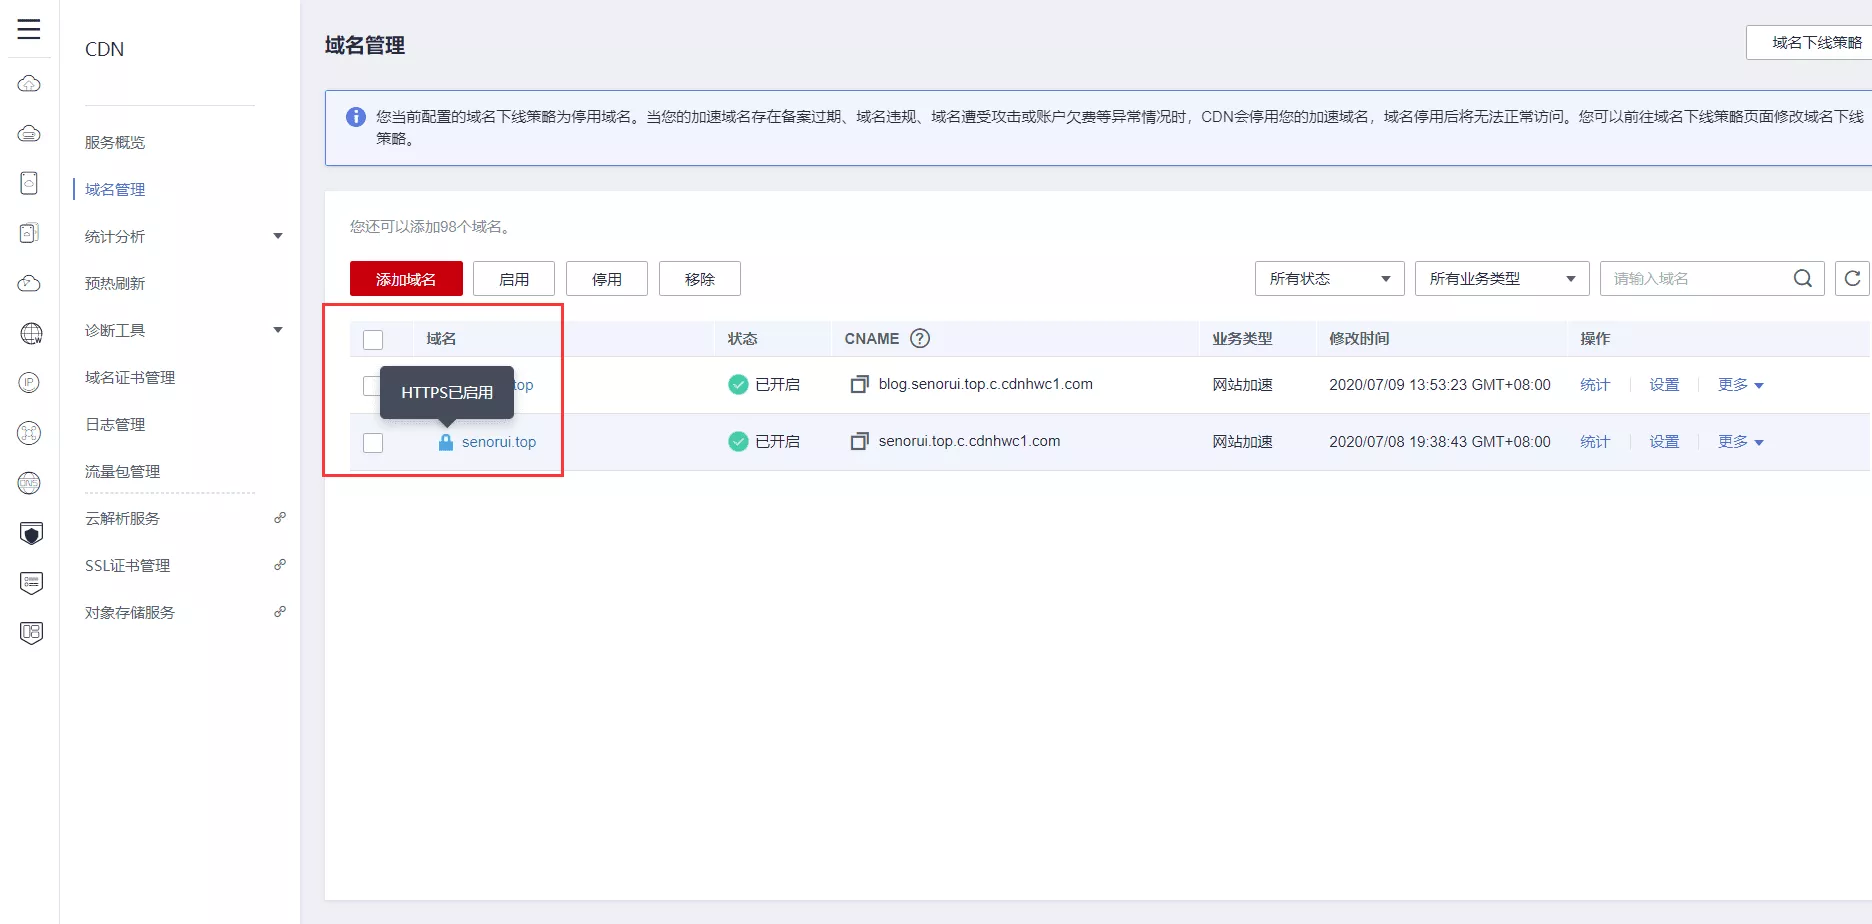 CDN
服务概览
域名管理
统计分析
预热刷新
诊断工具
域名证书管理
日志管理
流量包管理
云解析服务
SSL证书管理
对象存储服务
IP
DNS
域名管理
域名下线策略
您当前配置的域名下线策略为停用域名。当您的加速域名存在备案过期、域名违规、域名遭受攻击或账户欠费等异常情况时，CDN会停用您的加速域名，域名停用后将无法正常访问。您可以前往域名下线策略页面修改域名下线
策略。
您还可以添加98个域名。
添加域名 启用 停用 移除 所有状态 所有业务类型 请输入域名
域名 状态 CNAME ? 业务类型 修改时间 操作
top 已开启 blog.senorui.top.c.cdnhwc1.com 网站加速 2020/07/09 13:53:23 GMT+08:00 统计 设置 更多
HTTPS已启用
senorui.top 已开启 senorui.top.c.cdnhwc1.com 网站加速 2020/07/08 19:38:43 GMT+08:00 统计 设置 更多